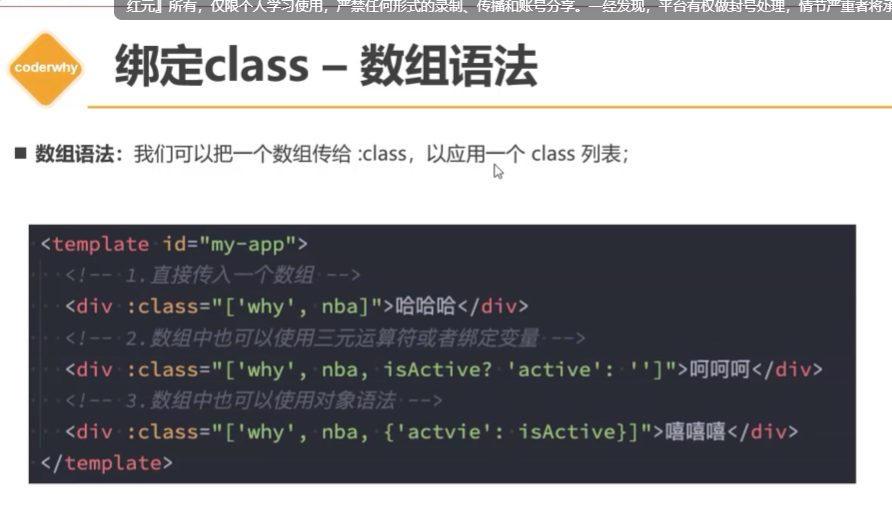 红元』所有，仅限个人学习使用，严禁任何形式的录制、传播和账号分享。一经发现，平台有权做封号处理，情节严重者将承
coderwhy
绑定class – 数组语法
■ 数组语法：我们可以把一个数组传给 :class，以应用一个 class 列表；
<template id="my-app">
<!-- 1.直接传入一个数组 -->
<div :class="['why', nba]">哈哈哈</div>
<!-- 2.数组中也可以使用三元运算符或者绑定变量 -->
<div :class="['why', nba, isActive? 'active': '']">呵呵呵</div>
<!-- 3.数组中也可以使用对象语法 -->
<div :class="['why', nba, {'actvie': isActive}]">嘻嘻嘻</div>
</template>